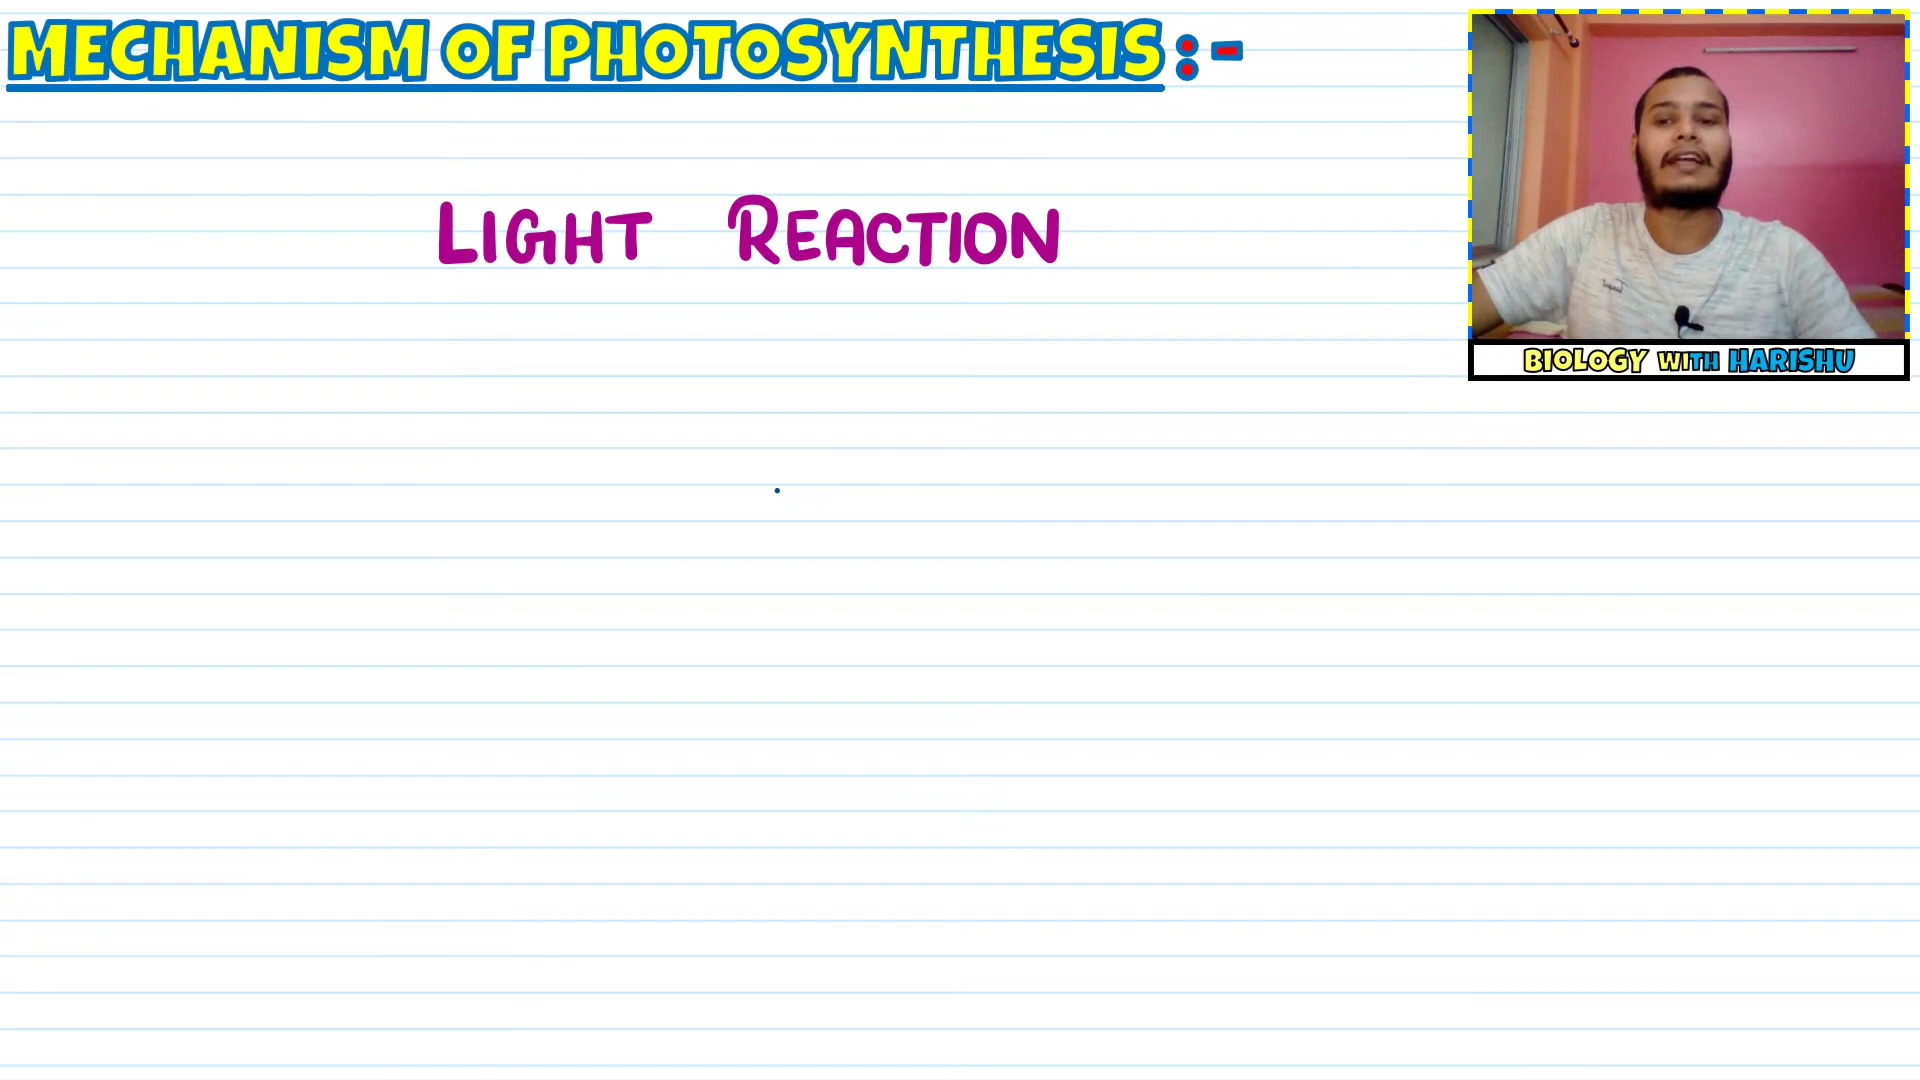 MECHANISM OF PHOTOSYNTHESIS :-
LIGHT REACTION
BIOLOGY WITH HARISHU